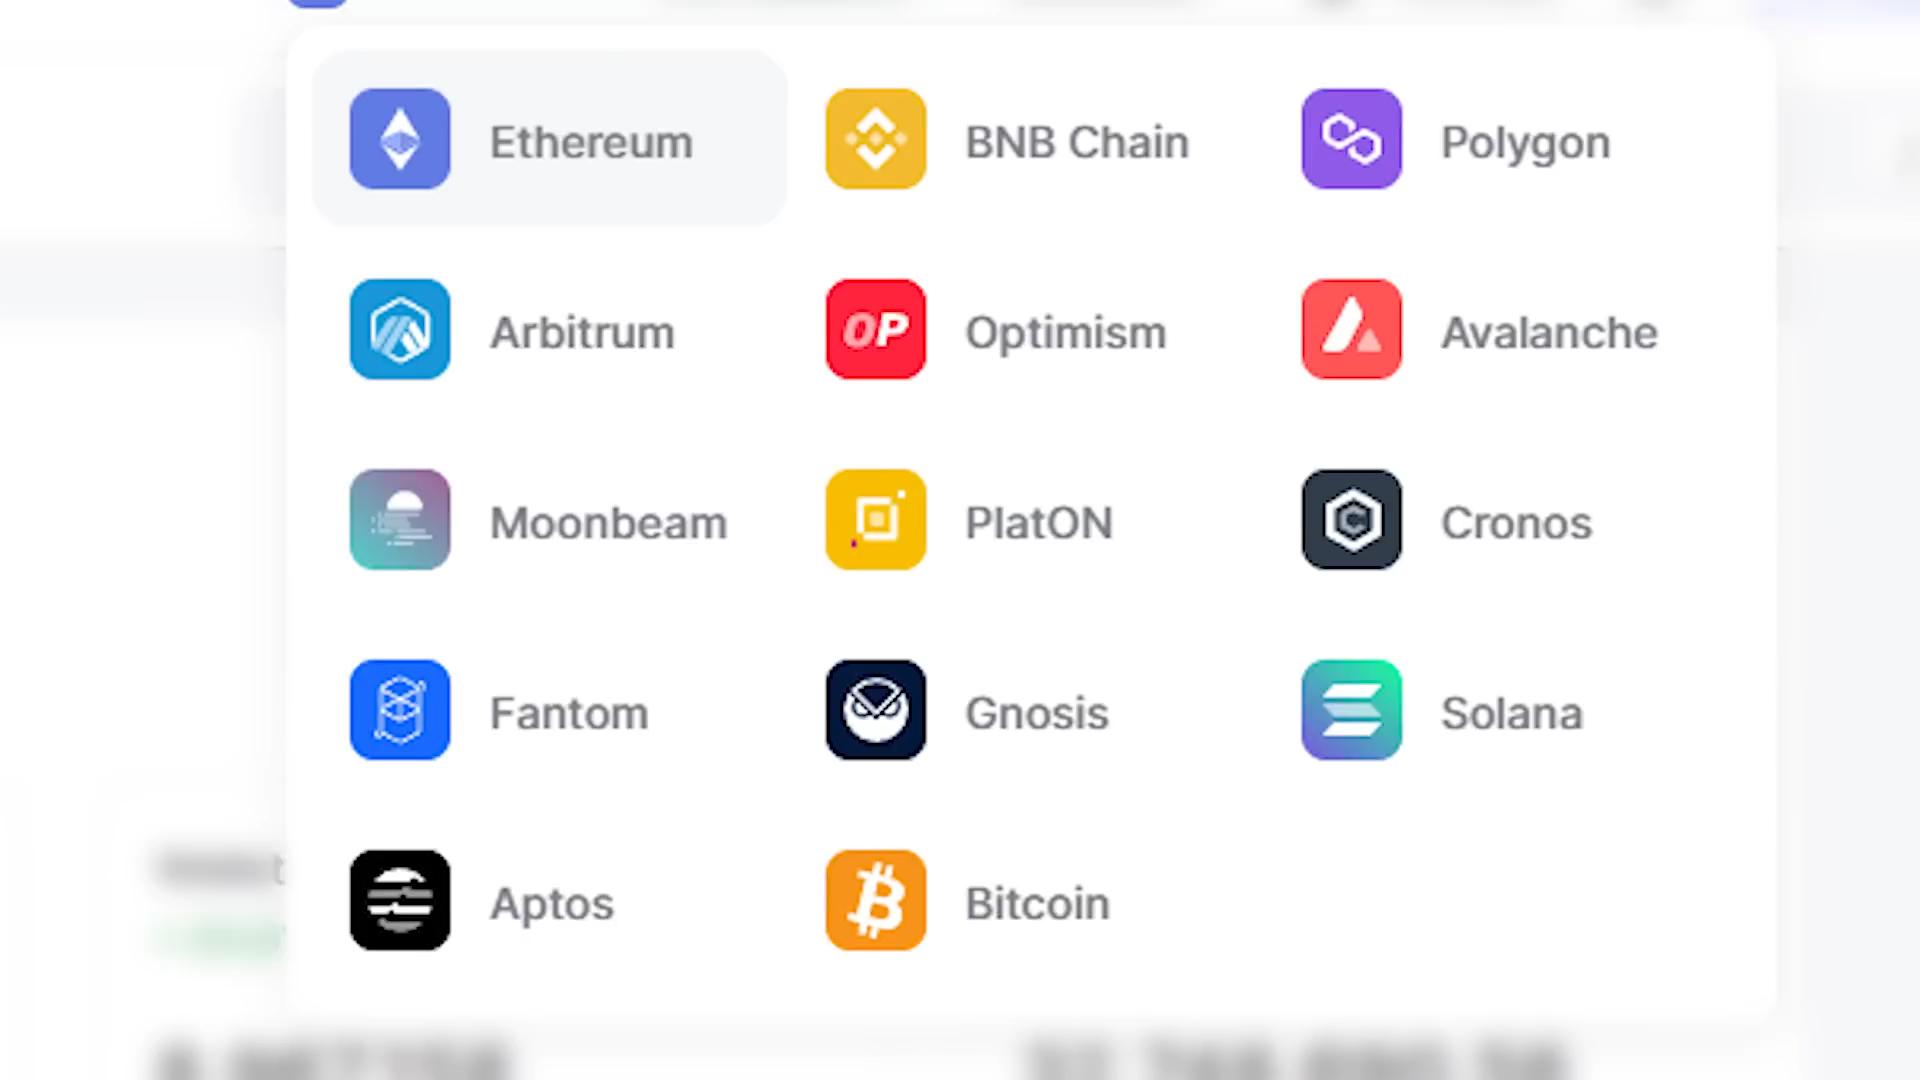 Ethereum BNB Chain Polygon
Arbitrum OP Optimism Avalanche
Moonbeam PlatON Cronos
Fantom Gnosis Solana
Aptos Bitcoin